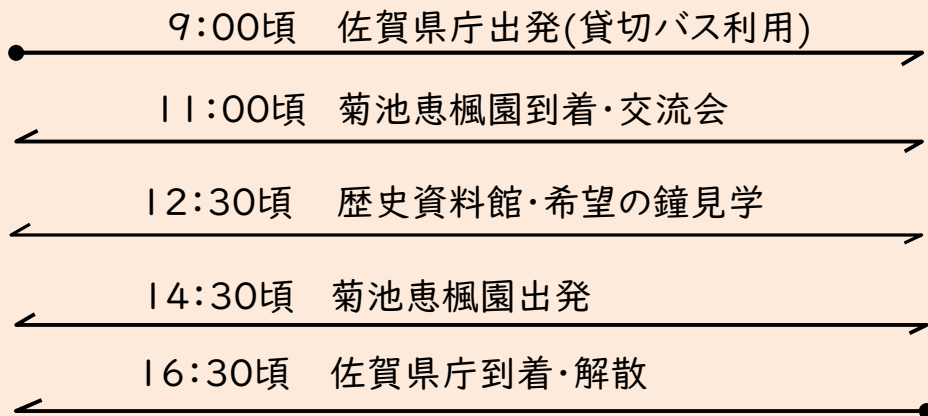 9:00頃　佐賀県庁出発(貸切バス利用)
11:00頃　菊池恵楓園到着・交流会
12:30頃　歴史資料館・希望の鐘見学
14:30頃　菊池恵楓園出発
16:30頃　佐賀県庁到着・解散